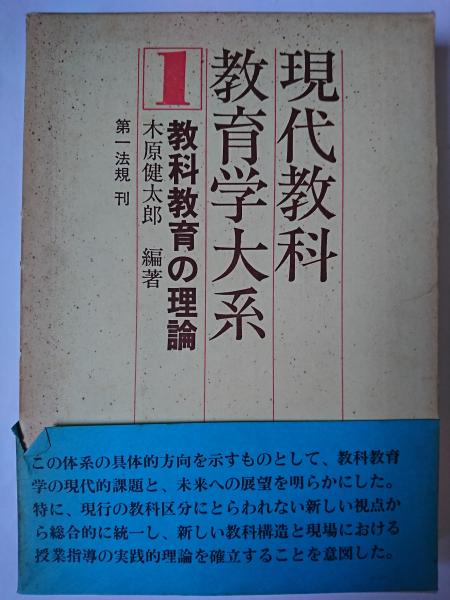 現代教科
教育学大系
1
教科教育の理論
木原健太郎 編著
第一法規 刊
この体系の具体的方向を示すものとして、教科教育
学の現代的課題と、未来への展望を明らかにした。
特に、現行の教科区分にとらわれない新しい視点か
ら総合的に統一し、新しい教科構造と現場における
授業指導の実践的理論を確立することを意図した。